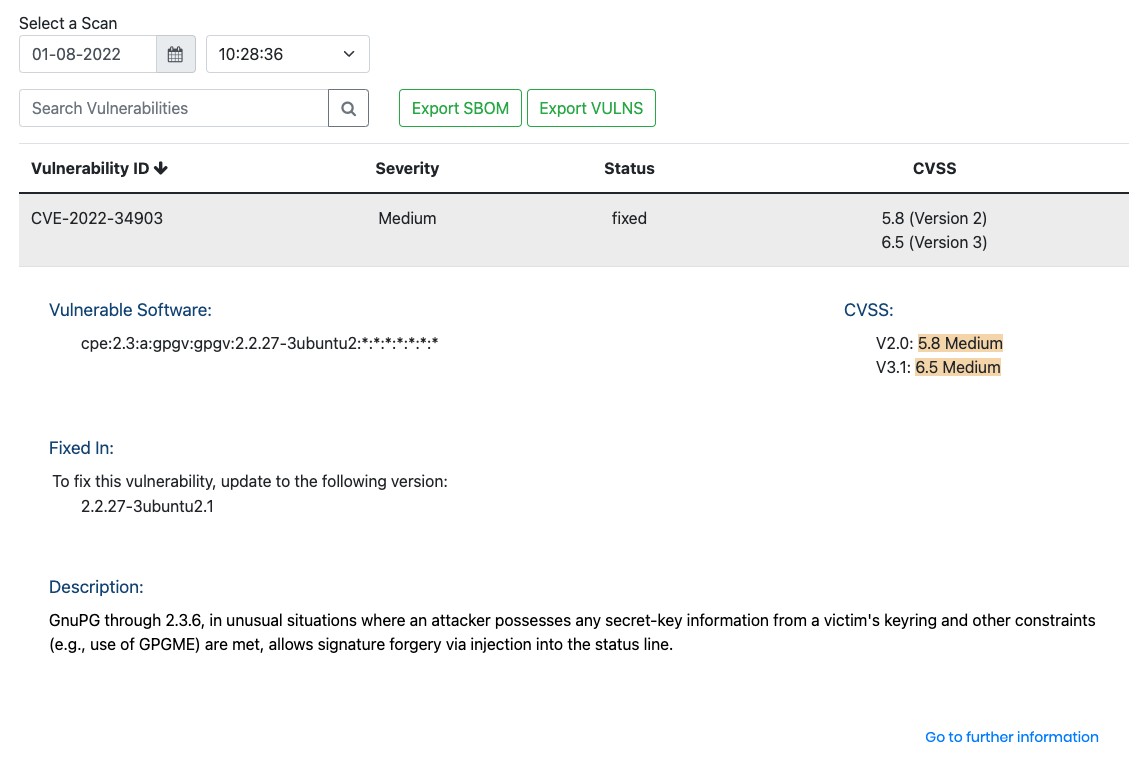 Select a Scan
01-08-2022 10:28:36
Search Vulnerabilities Export SBOM Export VULNS
Vulnerability ID Severity Status CVSS
CVE-2022-34903 Medium fixed 5.8 (Version 2)
6.5 (Version 3)
Vulnerable Software: CVSS:
cpe:2.3:a:gpgv:gpgv:2.2.27-3ubuntu2:*:*:*:*:*:*:* V2.0: 5.8 Medium
V3.1: 6.5 Medium
Fixed In:
To fix this vulnerability, update to the following version:
2.2.27-3ubuntu2.1
Description:
GnuPG through 2.3.6, in unusual situations where an attacker possesses any secret-key information from a victim's keyring and other constraints
(e.g., use of GPGME) are met, allows signature forgery via injection into the status line.
Go to further information